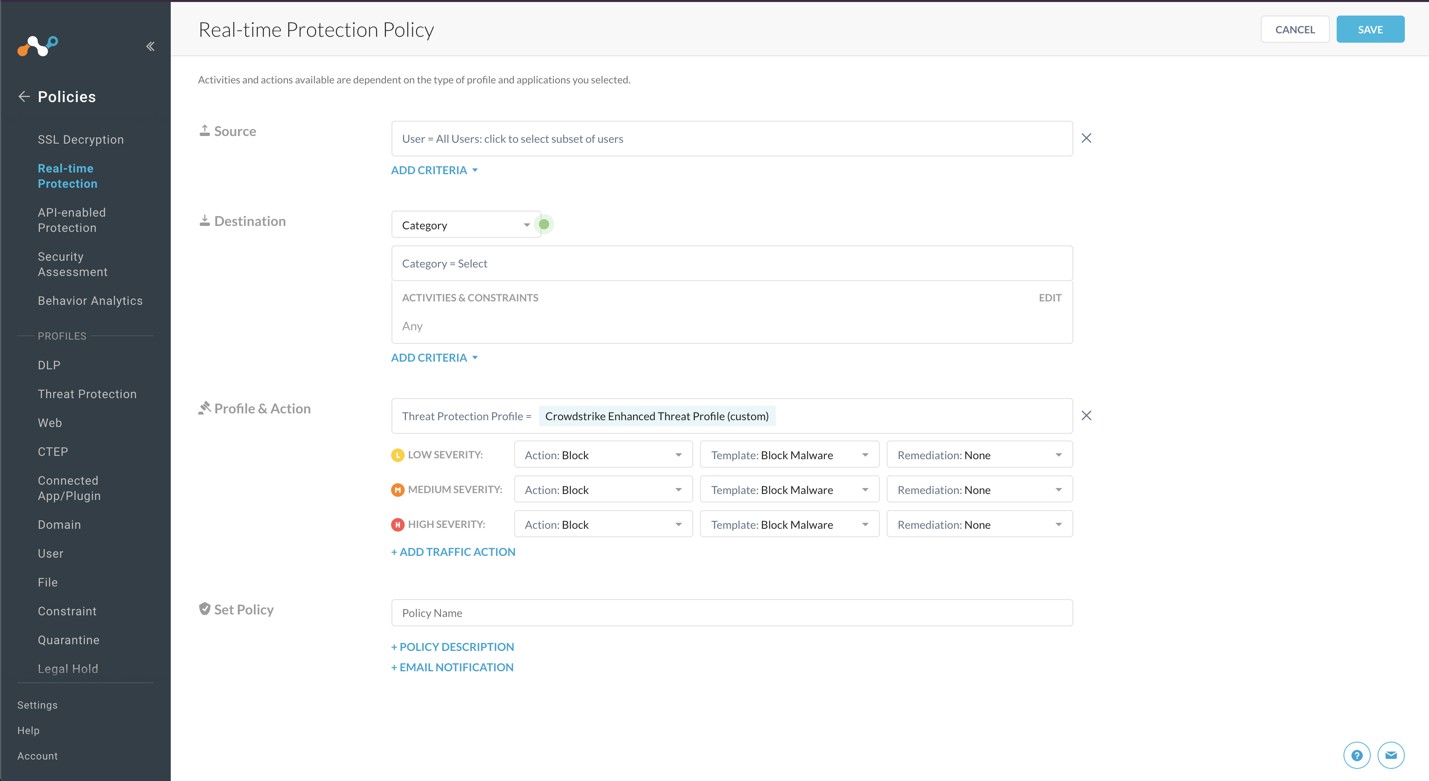 Real-time Protection Policy
CANCEL
SAVE
Policies
SSL Decryption
Real-time
Protection
API-enabled
Protection
Security
Assessment
Behavior Analytics
PROFILES
DLP
Threat Protection
Web
CTEP
Connected
App/Plugin
Domain
User
File
Constraint
Quarantine
Legal Hold
Settings
Help
Account
Activities and actions available are dependent on the type of profile and applications you selected.
Source
User = All Users: click to select subset of users
ADD CRITERIA
Destination
Category
Category = Select
ACTIVITIES & CONSTRAINTS EDIT
Any
ADD CRITERIA
Profile & Action
Threat Protection Profile = Crowdstrike Enhanced Threat Profile (custom)
L LOW SEVERITY: Action: Block Template: Block Malware Remediation: None
M MEDIUM SEVERITY: Action: Block Template: Block Malware Remediation: None
H HIGH SEVERITY: Action: Block Template: Block Malware Remediation: None
+ ADD TRAFFIC ACTION
Set Policy
Policy Name
+ POLICY DESCRIPTION
+ EMAIL NOTIFICATION
?